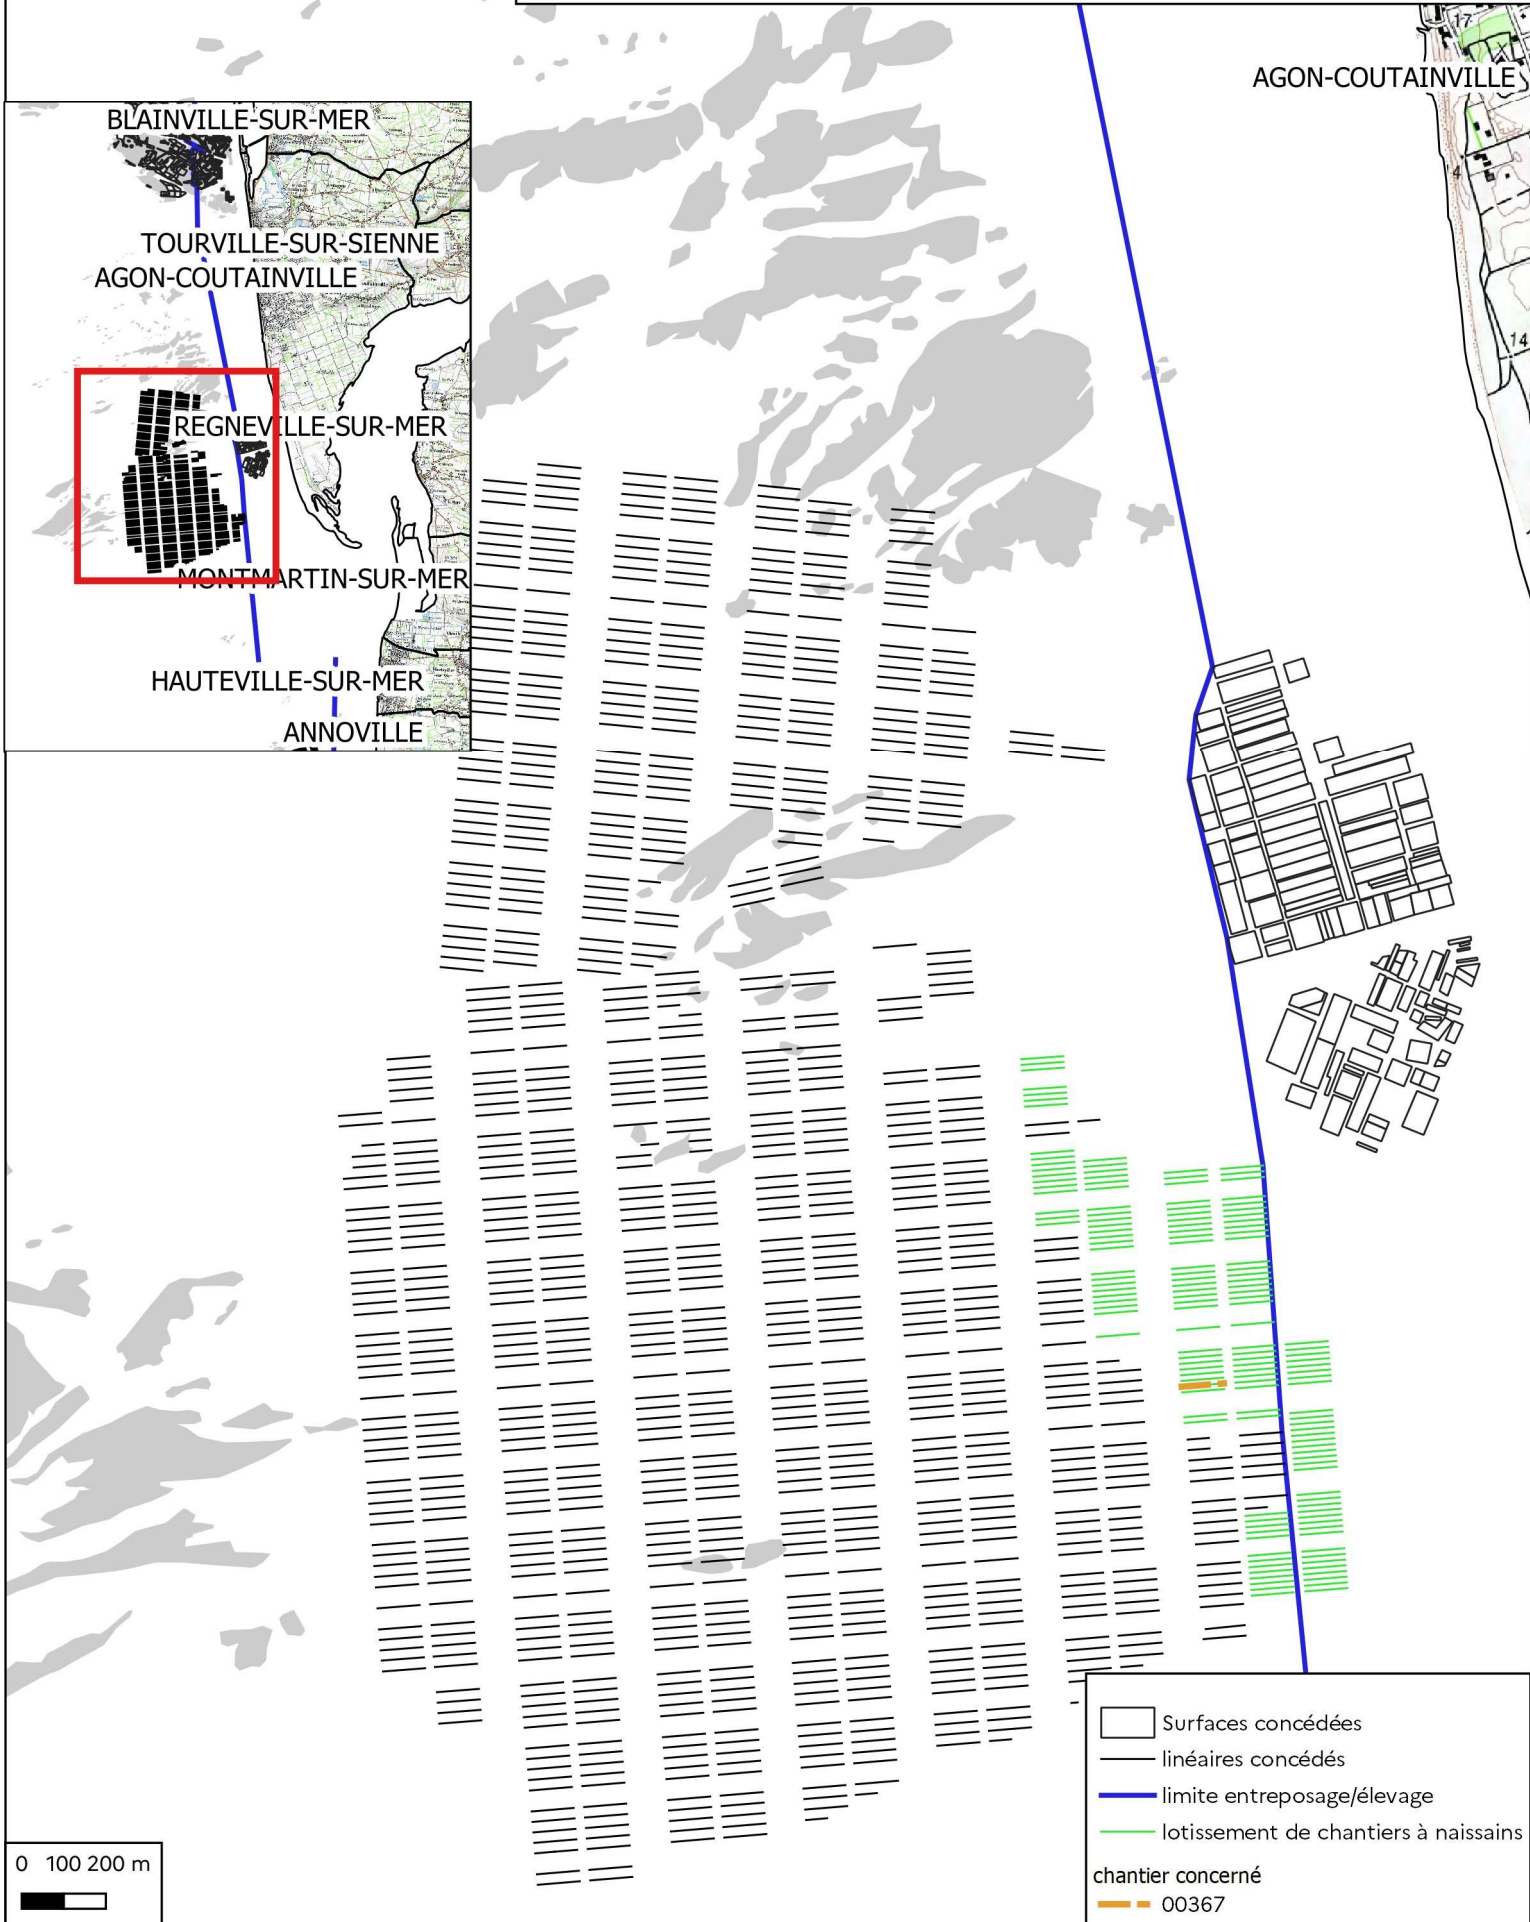 17
AGON-COUTAINVILLE
4
14
BLAINVILLE-SUR-MER
TOURVILLE-SUR-SIENNE
AGON-COUTAINVILLE
REGNEVILLE-SUR-MER
MONTMARTIN-SUR-MER
HAUTEVILLE-SUR-MER
ANNOVILLE
Surfaces concédées
linéaires concédés
limite entreposage/élevage
lotissement de chantiers à naissains
chantier concerné
00367
0 100 200 m